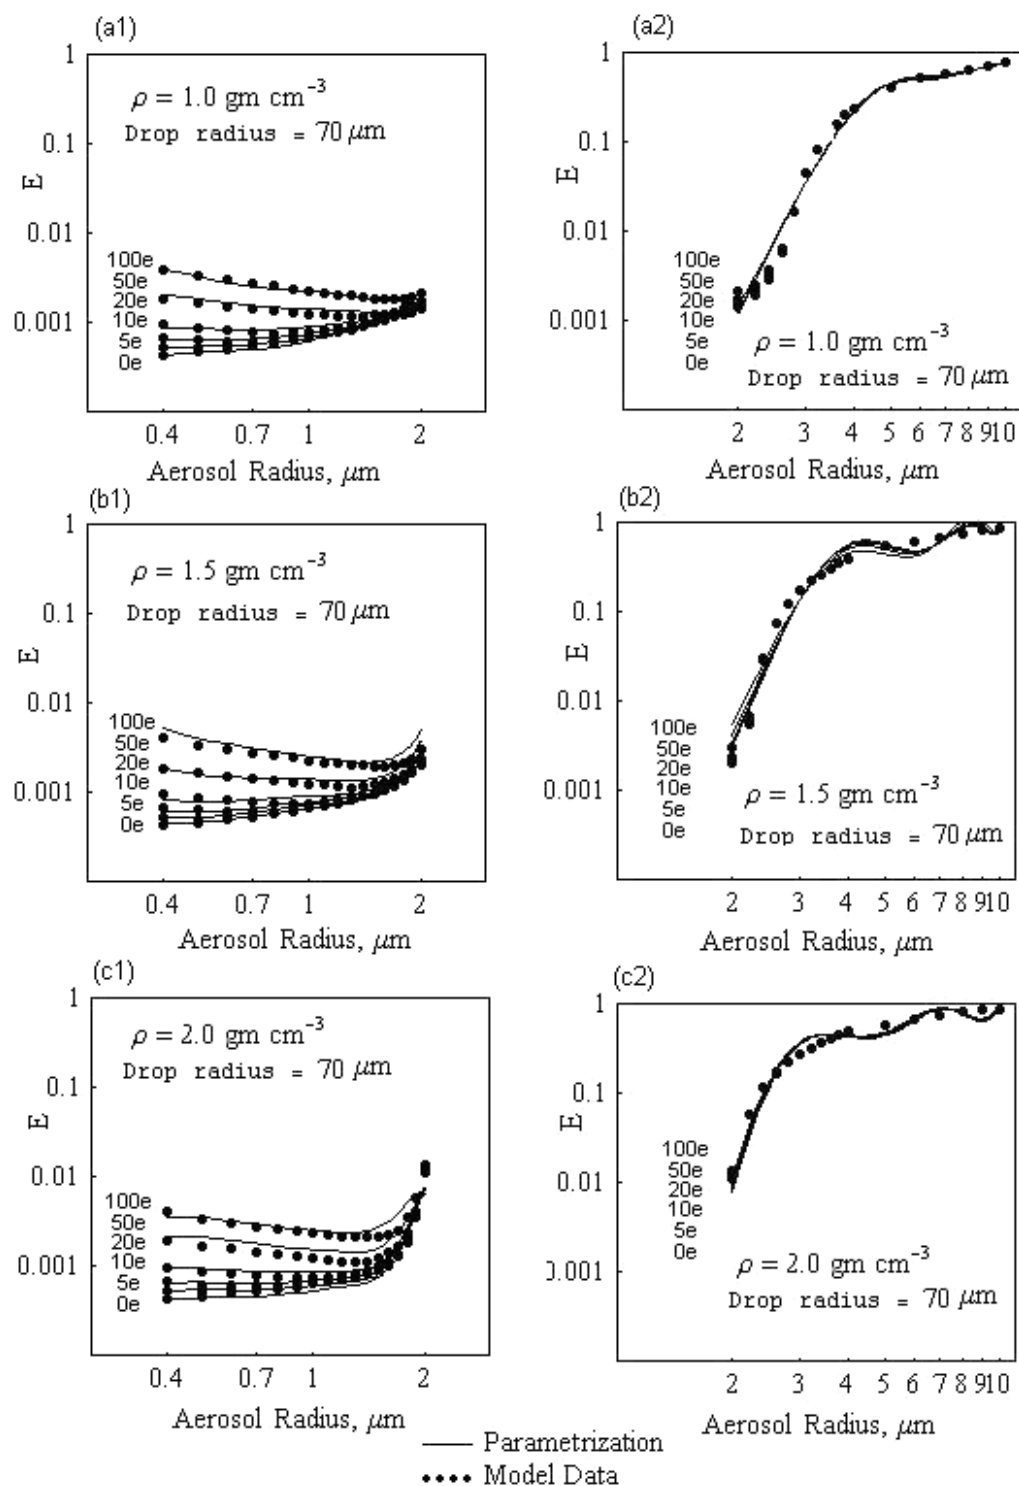 (a1)
1
ρ = 1.0 gm cm⁻³
Drop radius = 70 μm
0.1
E
0.01
100e
50e
20e
10e
5e
0e
0.001
0.4 0.7 1 2
Aerosol Radius, μm
(a2)
1
0.1
E
0.01
100e
50e
20e
10e
5e
0e
0.001
ρ = 1.0 gm cm⁻³
Drop radius = 70 μm
2 3 4 5 6 7 8 910
Aerosol Radius, μm
(b1)
1
ρ = 1.5 gm cm⁻³
Drop radius = 70 μm
0.1
E
0.01
100e
50e
20e
10e
5e
0e
0.001
0.4 0.7 1 2
Aerosol Radius, μm
(b2)
1
0.1
E
0.01
100e
50e
20e
10e
5e
0e
0.001
ρ = 1.5 gm cm⁻³
Drop radius = 70 μm
2 3 4 5 6 7 8 910
Aerosol Radius, μm
(c1)
1
ρ = 2.0 gm cm⁻³
Drop radius = 70 μm
0.1
E
0.01
100e
50e
20e
10e
5e
0e
0.001
0.4 0.7 1 2
Aerosol Radius, μm
(c2)
1
0.1
E
0.01
100e
50e
20e
10e
5e
0e
0.001
ρ = 2.0 gm cm⁻³
Drop radius = 70 μm
2 3 4 5 6 7 8 910
Aerosol Radius, μm
Parametrization
Model Data